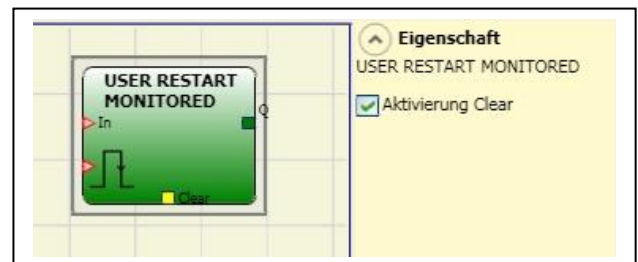 USER RESTART
MONITORED
In
Q
Clear
Eigenschaft
USER RESTART MONITORED
Aktivierung Clear